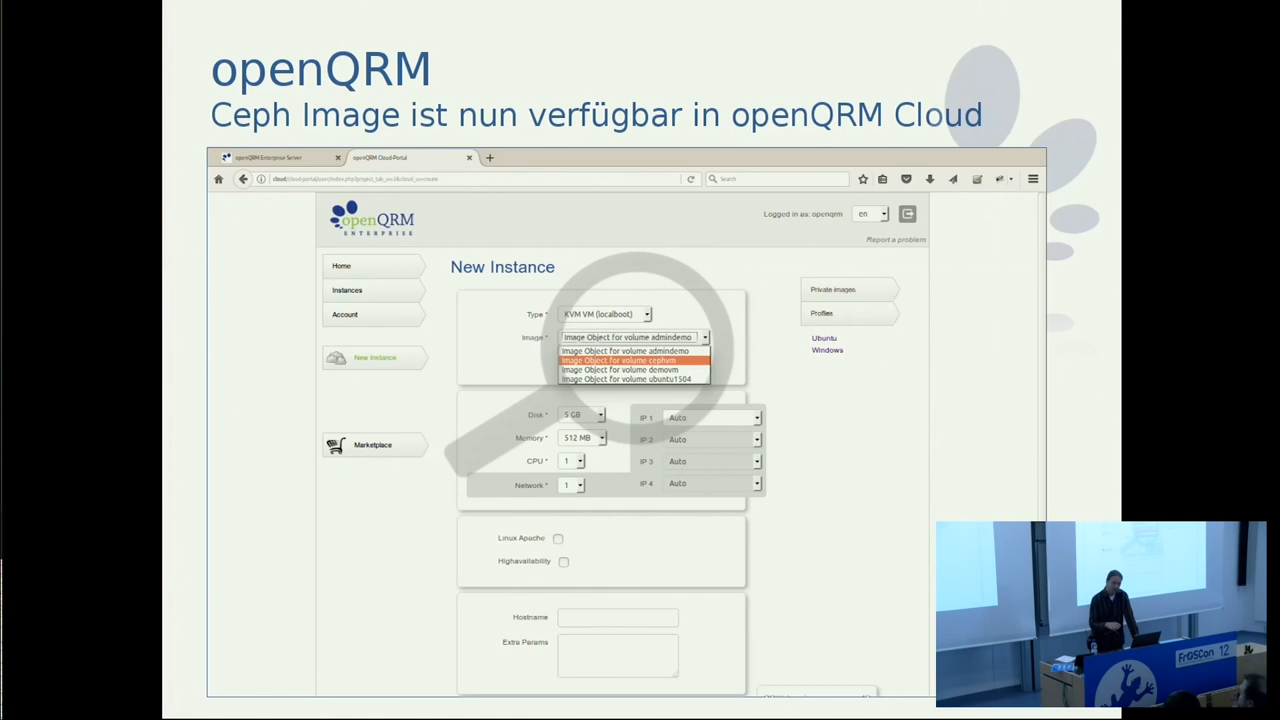 openQRM
Ceph Image ist nun verfügbar in openQRM Cloud
openQRM Enterprise Server
openQRM Cloud-Portal
Search
openQRM
ENTERPRISE
Logged in as: openqrm
en
Report a problem
Home
Instances
Account
New Instance
Marketplace
New Instance
Type * KVM VM (localboot)
Image * Image Object for volume admindemo
Image Object for volume admindemo
Image Object for volume cephvm
Image Object for volume demovm
Image Object for volume ubuntu1504
Private images
Profiles
Ubuntu
Windows
Disk * 5 GB
Memory * 512 MB
CPU * 1
Network * 1
IP 1 Auto
IP 2 Auto
IP 3 Auto
IP 4 Auto
Linux Apache
Highavailability
Hostname
Extra Params
FrOSCon 12